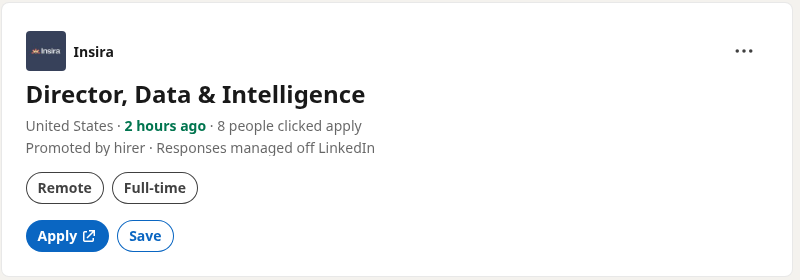 Insira
Insira
Director, Data & Intelligence
United States · 2 hours ago · 8 people clicked apply
Promoted by hirer · Responses managed off LinkedIn
Remote
Full-time
Apply
Save